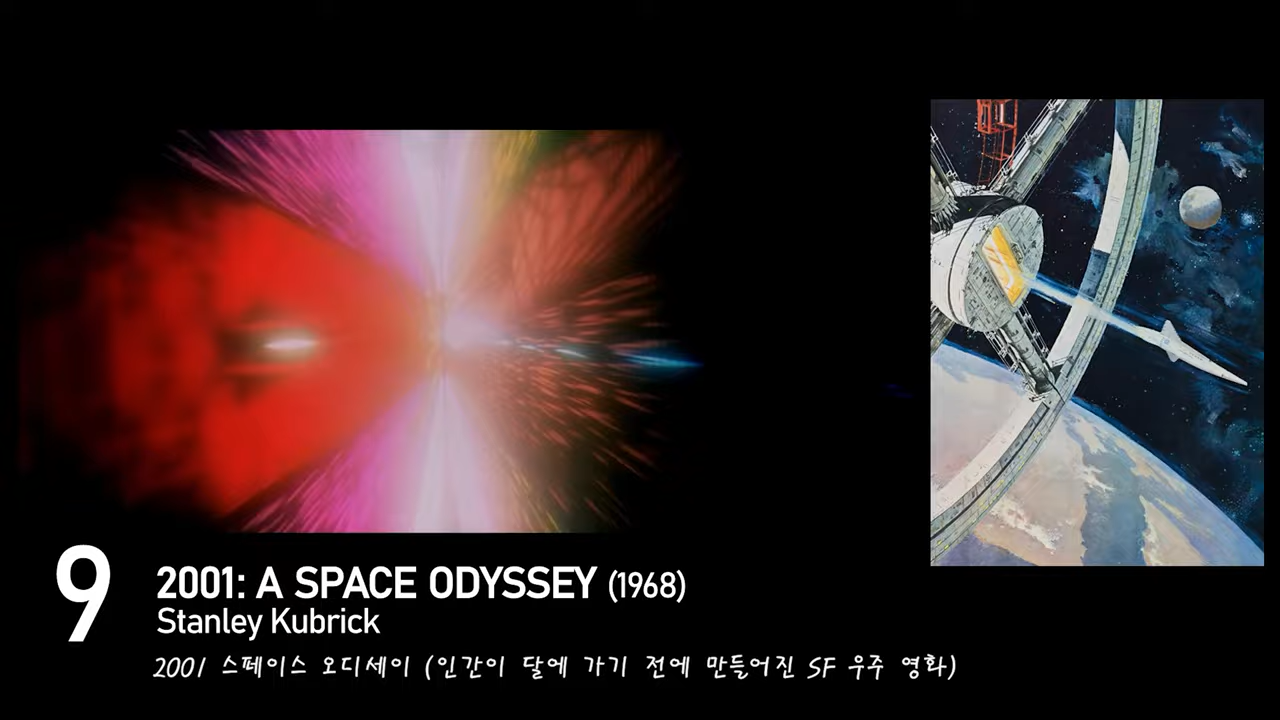 9
2001: A SPACE ODYSSEY (1968)
Stanley Kubrick
2001 스페이스 오디세이 (인간이 달에 가기 전에 만들어진 SF 우주 영화)